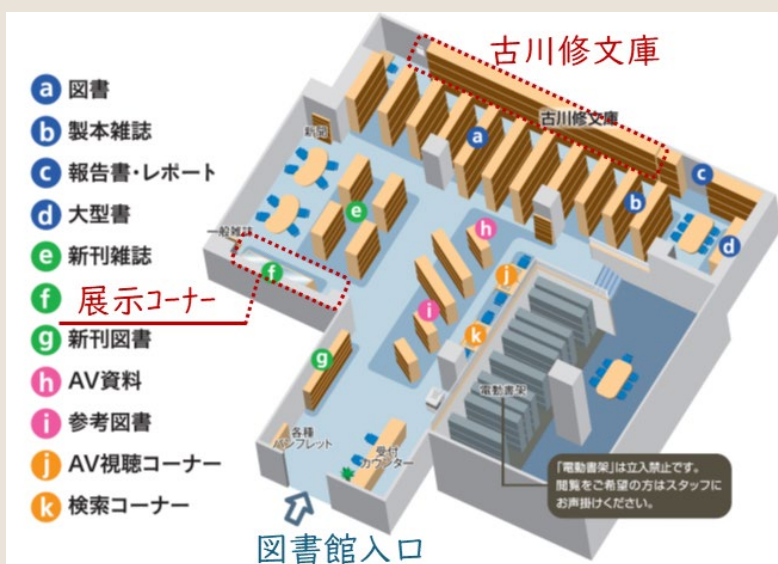 古川修文庫
a 図書
b 製本雑誌
c 報告書・レポート
d 大型書
e 新刊雑誌
f 展示コーナー
g 新刊図書
h AV資料
i 参考図書
j AV視聴コーナー
k 検索コーナー
新聞
古川修文庫
a
b
c
d
e
一般雑誌
f
h
i
j
k
g
電動書架
各種
パンフレット
受付
カウンター
「電動書架」は立入禁止です。
閲覧をご希望の方はスタッフに
お声掛けください。
図書館入口